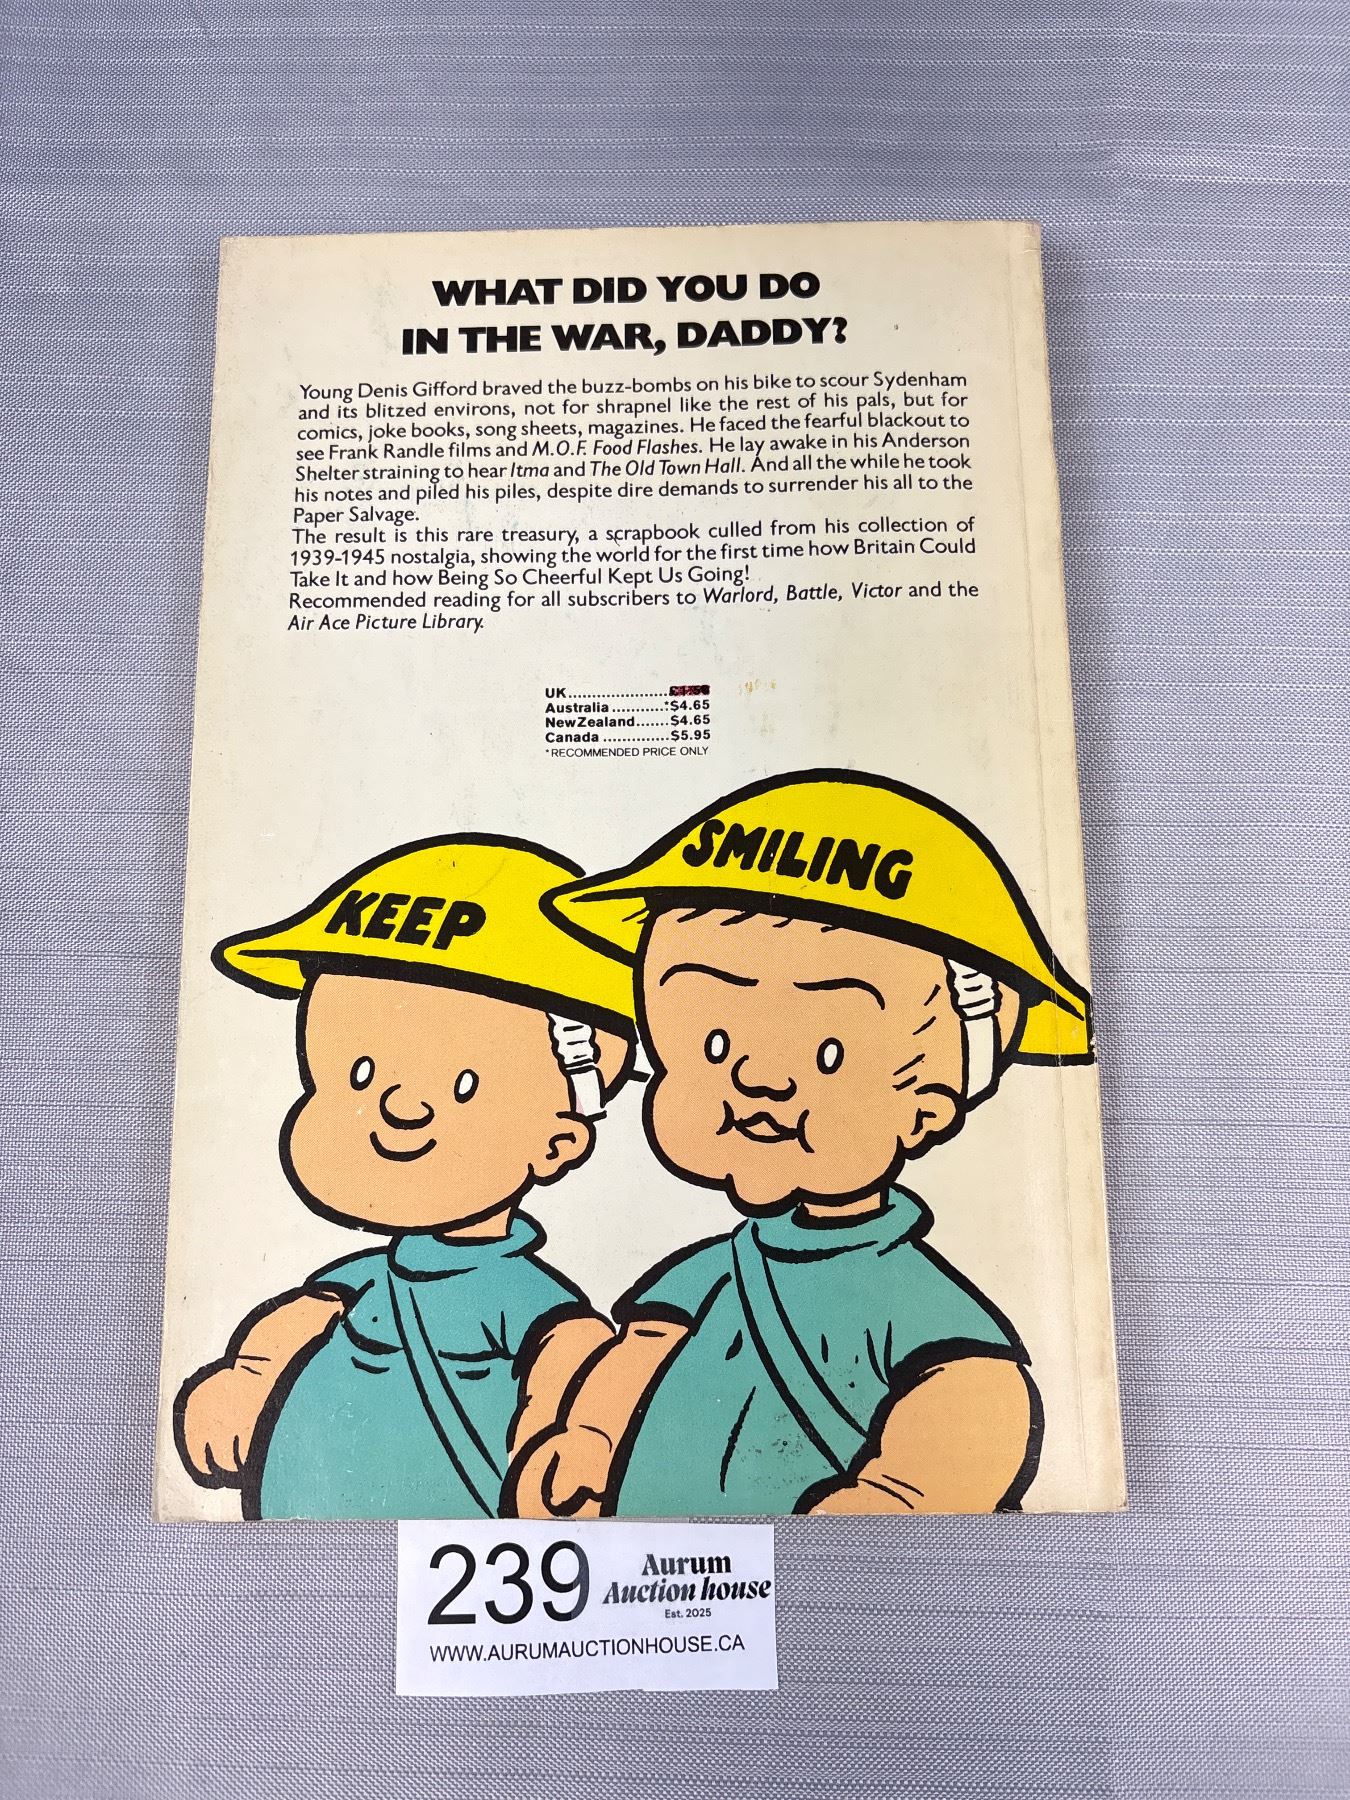 WHAT DID YOU DO
IN THE WAR, DADDY?
Young Denis Gifford braved the buzz-bombs on his bike to scour Sydenham
and its blitzed environs, not for shrapnel like the rest of his pals, but for
comics, joke books, song sheets, magazines. He faced the fearful blackout to
see Frank Randle films and M.O.F. Food Flashes. He lay awake in his Anderson
Shelter straining to hear Itma and The Old Town Hall. And all the while he took
his notes and piled his piles, despite dire demands to surrender his all to the
Paper Salvage.
The result is this rare treasury, a scrapbook culled from his collection of
1939-1945 nostalgia, showing the world for the first time how Britain Could
Take It and how Being So Cheerful Kept Us Going!
Recommended reading for all subscribers to Warlord, Battle, Victor and the
Air Ace Picture Library.
UK.....................
Australia ...........*$4.65
New Zealand.......$4.65
Canada ..............$5.95
*RECOMMENDED PRICE ONLY
KEEP
SMILING
239
Aurum
Auction house
Est. 2025
WWW.AURUMAUCTIONHOUSE.CA